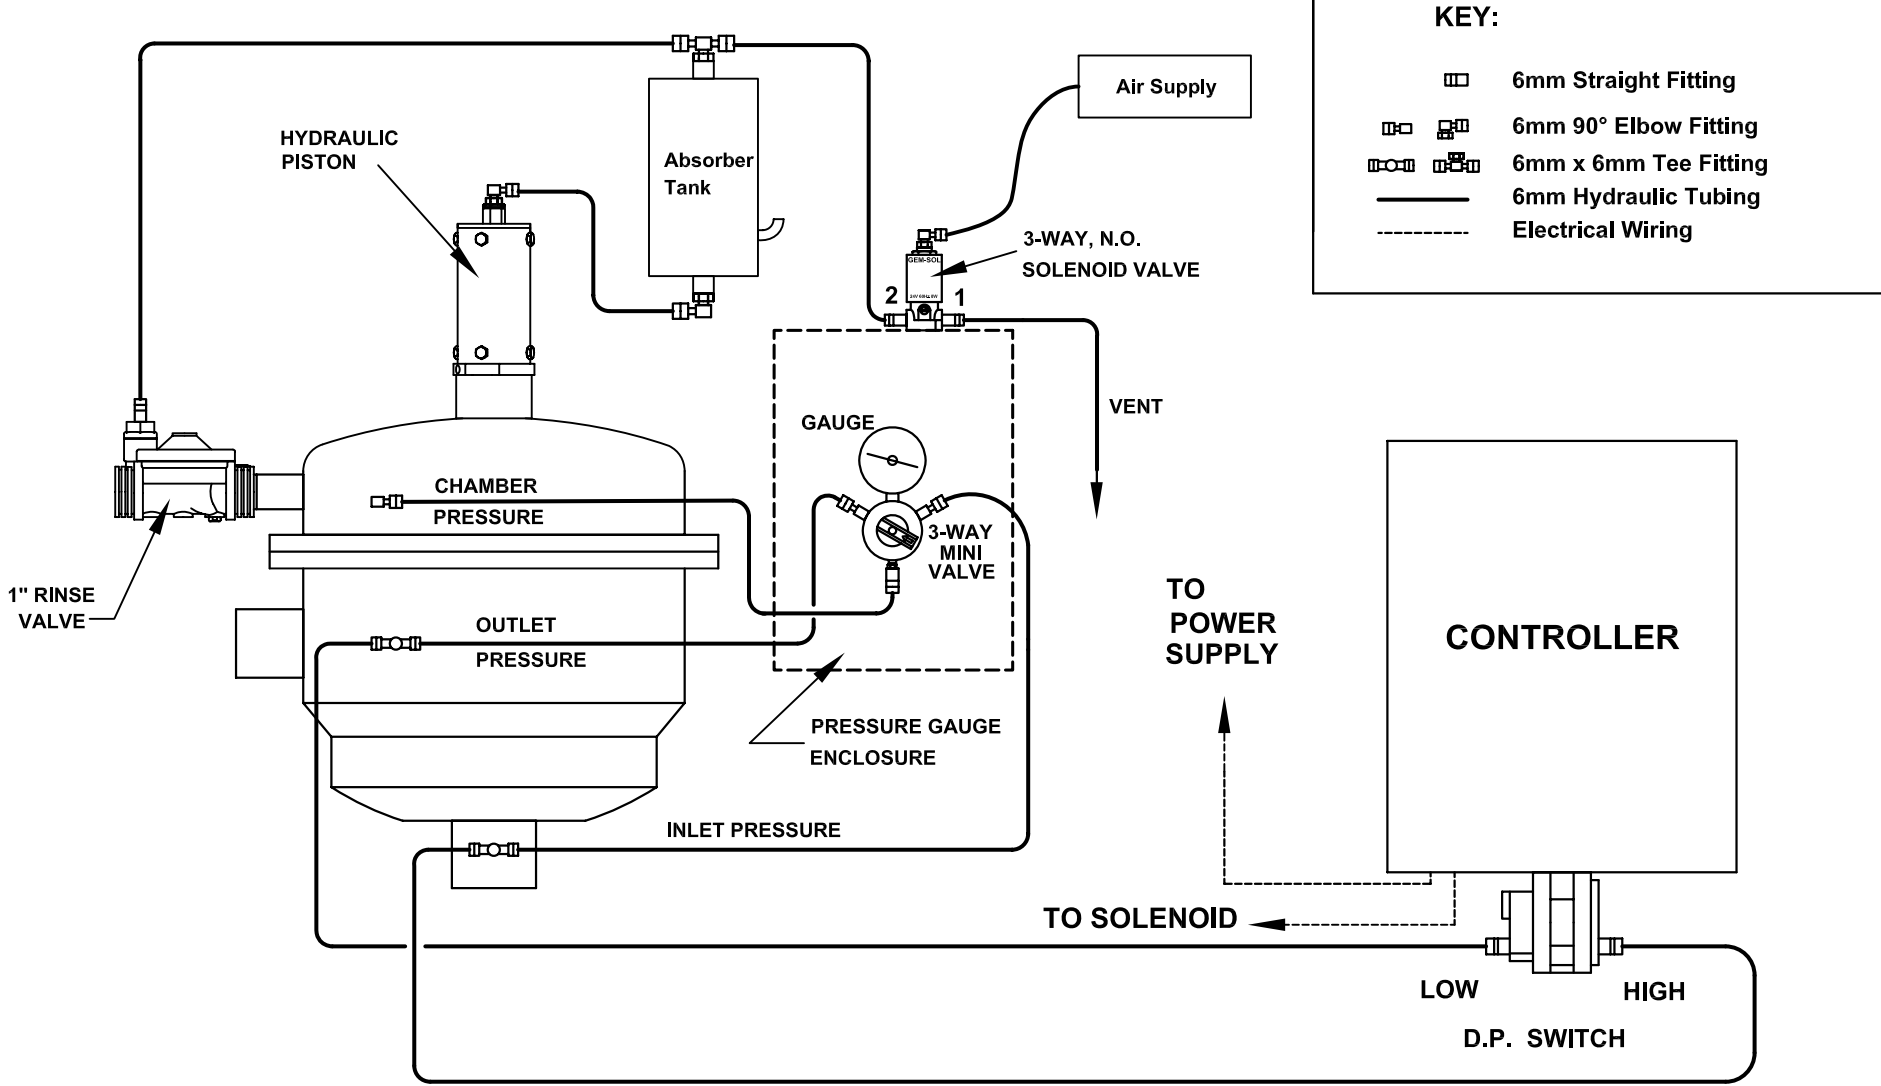 KEY:
6mm Straight Fitting
6mm 90° Elbow Fitting
6mm x 6mm Tee Fitting
6mm Hydraulic Tubing
Electrical Wiring
Air Supply
HYDRAULIC
PISTON
Absorber
Tank
3-WAY, N.O.
SOLENOID VALVE
GEM-SOL
2
1
VENT
GAUGE
CHAMBER
PRESSURE
3-WAY
MINI
VALVE
1" RINSE
VALVE
OUTLET
PRESSURE
TO
POWER
SUPPLY
CONTROLLER
PRESSURE GAUGE
ENCLOSURE
INLET PRESSURE
TO SOLENOID
LOW
HIGH
D.P. SWITCH